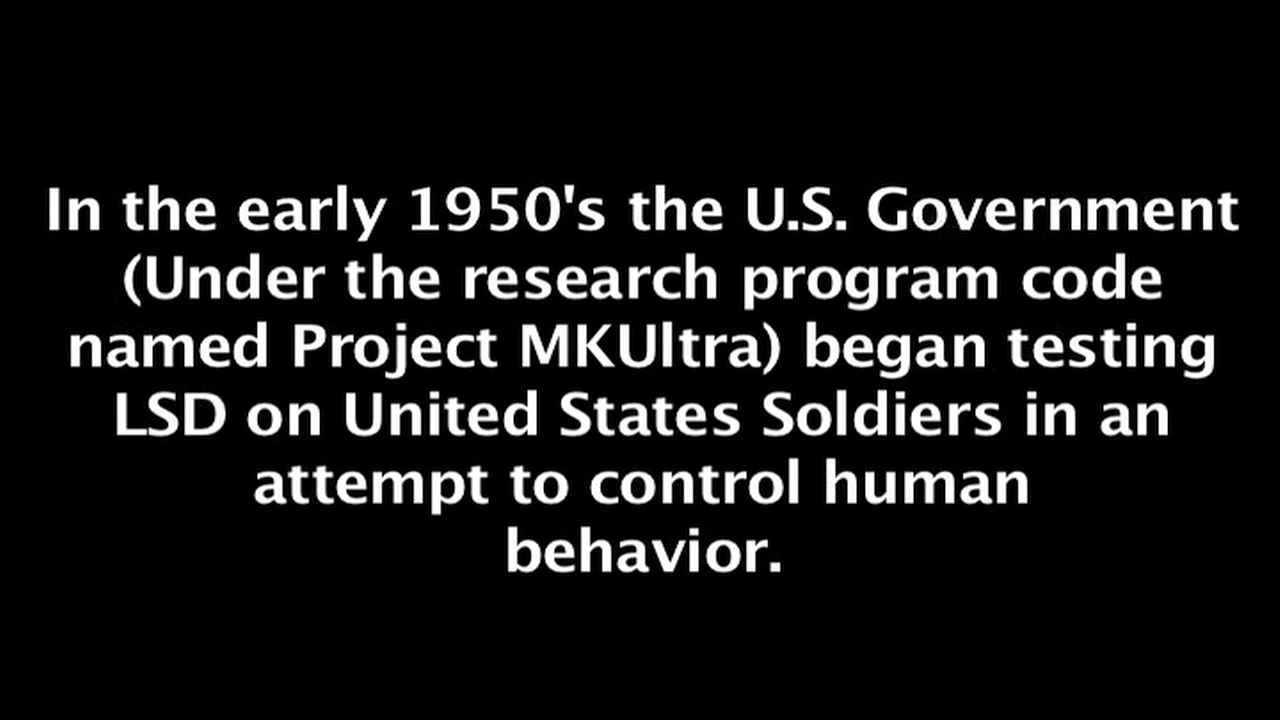 In the early 1950's the U.S. Government
(Under the research program code
named Project MKUltra) began testing
LSD on United States Soldiers in an
attempt to control human
behavior.